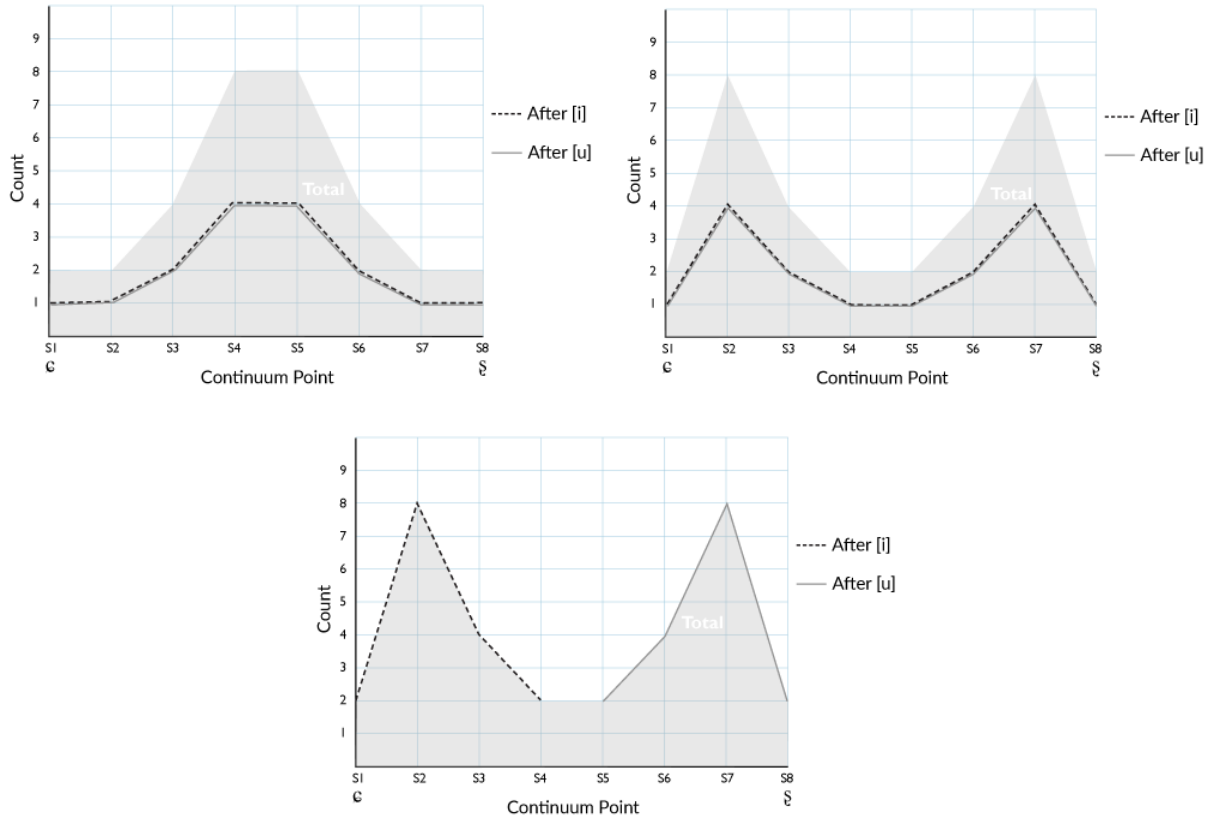 9
8
7
6
5
4
3
2
1
Count
Total
S1 S2 S3 S4 S5 S6 S7 S8
ɕ ʂ
Continuum Point
After [i]
After [u]
9
8
7
6
5
4
3
2
1
Count
Total
S1 S2 S3 S4 S5 S6 S7 S8
ɕ ʂ
Continuum Point
After [i]
After [u]
9
8
7
6
5
4
3
2
1
Count
Total
S1 S2 S3 S4 S5 S6 S7 S8
ɕ ʂ
Continuum Point
After [i]
After [u]